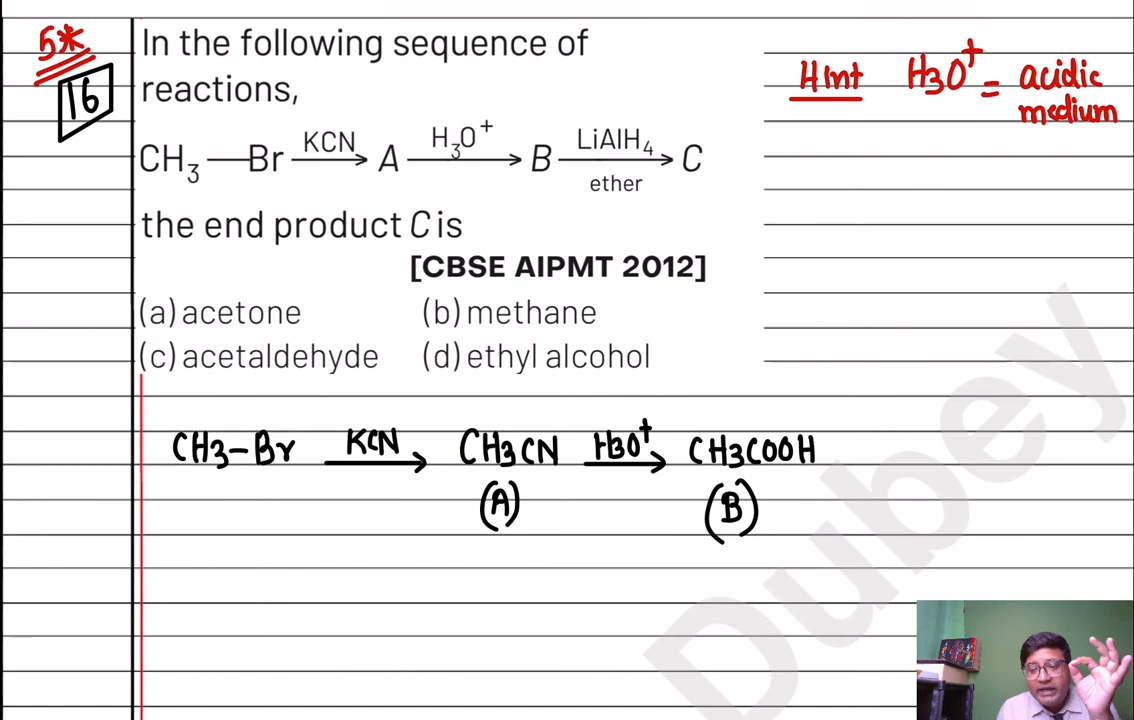 5*
16
In the following sequence of
reactions,
CH3—Br KCN→ A H3O+→ B LiAlH4→ether C
the end product C is
[CBSE AIPMT 2012]
(a) acetone (b) methane
(c) acetaldehyde (d) ethyl alcohol
Hint H3O+ = acidic
medium
CH3-Br KCN→ CH3CN H3O+→ CH3COOH
(A) (B)
Dubey